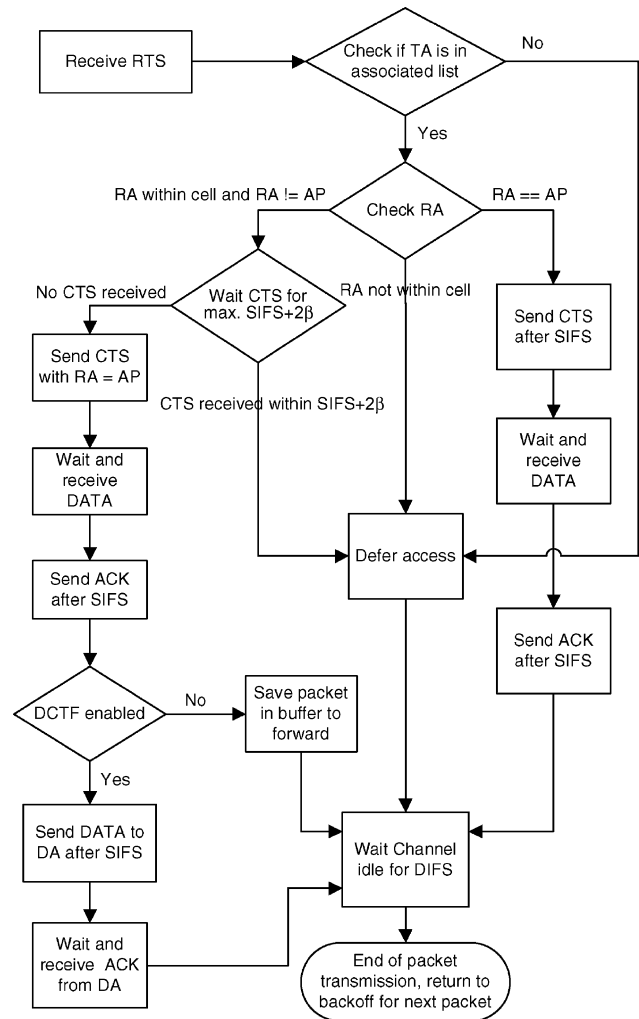 Receive RTS
Check if TA is in
associated list
No
Yes
RA within cell and RA != AP
Check RA
RA == AP
No CTS received
Wait CTS for
max. SIFS+2β
RA not within cell
Send CTS
after SIFS
Send CTS
with RA = AP
CTS received within SIFS+2β
Wait and
receive
DATA
Wait and
receive
DATA
Defer access
Send ACK
after SIFS
Send ACK
after SIFS
DCTF enabled
No
Save packet
in buffer to
forward
Yes
Send DATA to
DA after SIFS
Wait Channel
idle for DIFS
Wait and
receive ACK
from DA
End of packet
transmission, return to
backoff for next packet